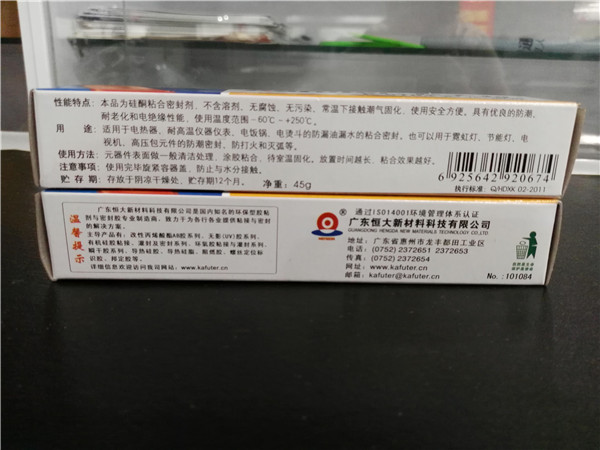 性能特点：本品为硅酮粘合密封剂，不含溶剂，无腐蚀，无污染。常温下接触潮气固化，使用安全方便。具有优良的防潮、
耐老化和电绝缘性能，使用温度范围-60℃~+250℃。
用 途：适用于电热器、耐高温仪器仪表、电饭锅、电烫斗的防漏油漏水的粘合密封。也可以用于霓虹灯、节能灯、电
视机、高压包元件的防潮密封、防打火和灭弧等。
使用方法：元器件表面做一般清洁处理，涂胶粘合、待室温固化。放置时间越长，粘合效果越好。
注意事项：使用完毕旋紧容器盖，防止与水分接触。
贮 存 期：存放于阴凉干燥处、贮存期12个月。 净重：45g
6925642920674
执行标准：Q/HDXK 02-2011
温馨提示
广东恒大新材料科技有限公司是国内知名的环保型胶粘
剂与密封胶专业制造商，致力于为各行各业提供粘接与密封
的解决方案。
主导产品有：改性丙烯酸酯AB胶系列、无影(UV)胶系列、
有机硅胶粘接、灌封及密封系列、环氧胶粘接与灌封系列、
瞬干胶系列、导热硅胶、导热硅脂、厌氧胶、螺丝定位标
识胶、邦定胶等。
详细信息欢迎访问我司网站。www.kafuter.com
通过ISO14001环境管理体系认证
广东恒大新材料科技有限公司
GUANGDONG HENGDA NEW MATERIALS TECHNOLOGY CO.,LTD
地址：广东省惠州市龙丰都田工业区
电话：(0752) 2372651 2372653
传真：(0752) 2372654
网址：www.kafuter.com
邮箱：kafuter@kafuter.com
No.:101084